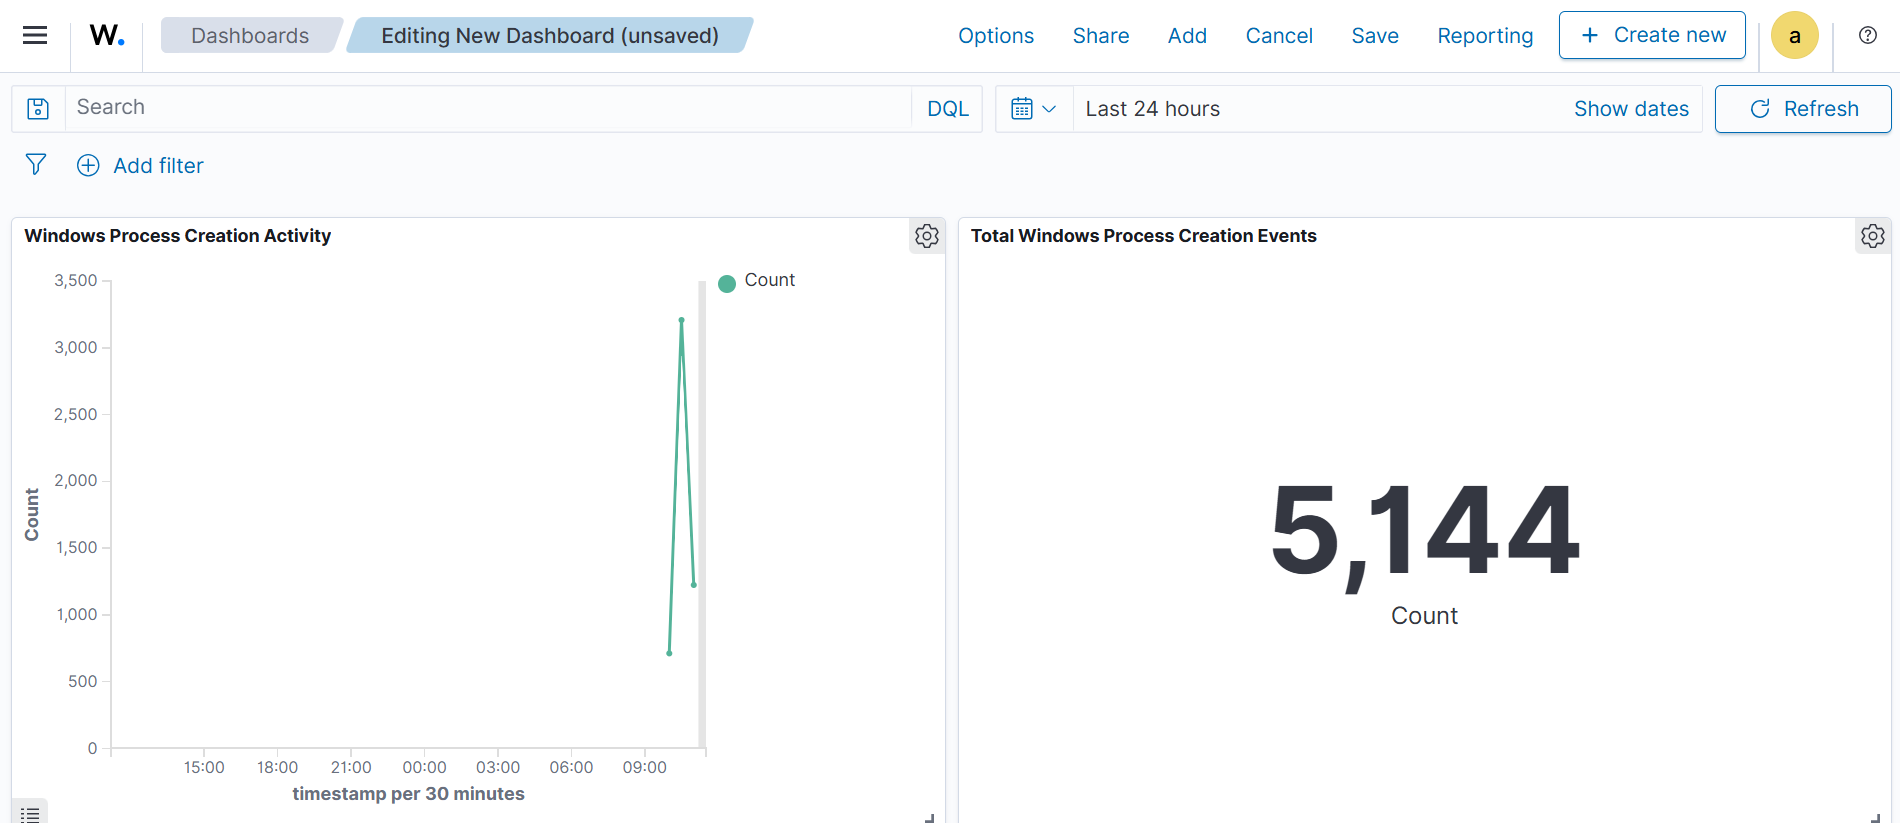 W.
Dashboards
Editing New Dashboard (unsaved)
Options
Share
Add
Cancel
Save
Reporting
+ Create new
a
?
Search
DQL
Last 24 hours
Show dates
Refresh
Add filter
Windows Process Creation Activity
3,500
3,000
2,500
2,000
1,500
1,000
500
0
Count
15:00
18:00
21:00
00:00
03:00
06:00
09:00
timestamp per 30 minutes
Count
Total Windows Process Creation Events
5,144
Count